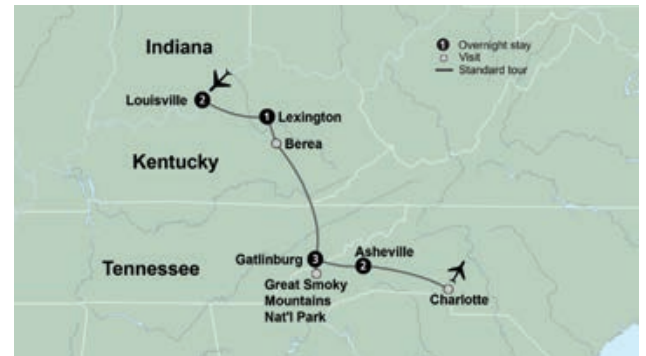 Indiana
1 Overnight stay
Visit
Standard tour
Louisville 2
1 Lexington
Berea
Kentucky
Gatlinburg 3
Asheville
2
Tennessee
Great Smoky
Mountains
Nat'l Park
Charlotte